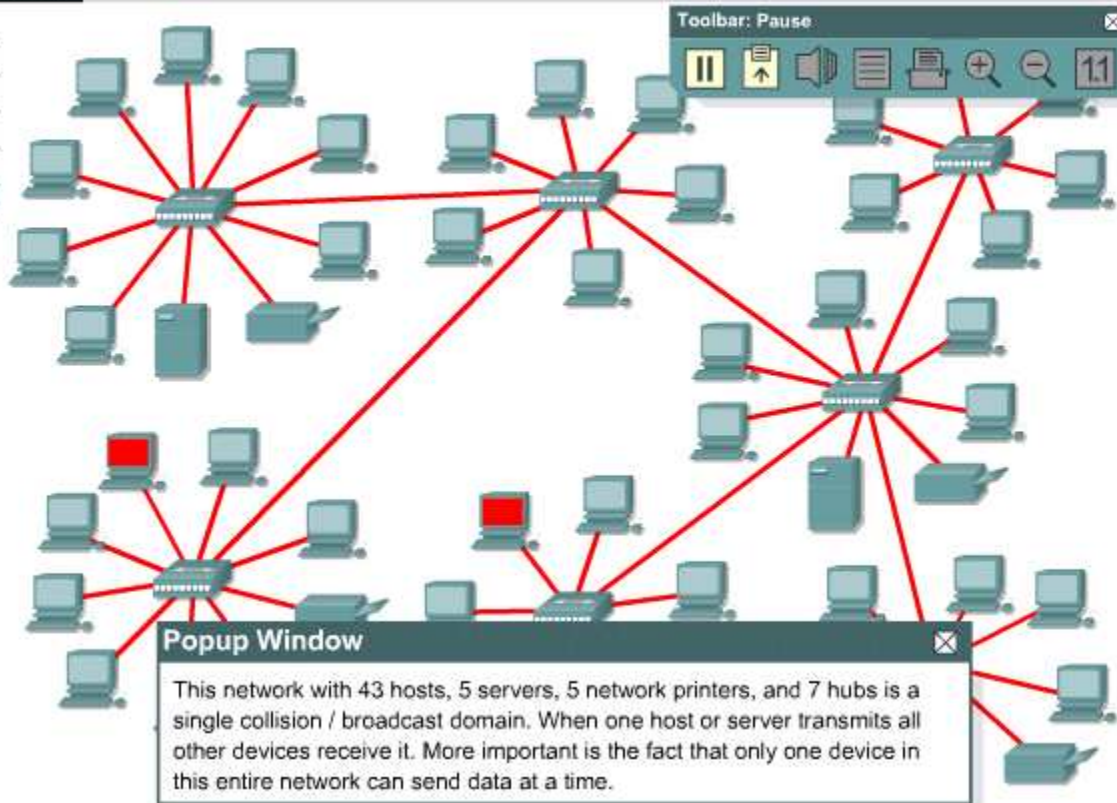 Toolbar: Pause
1:1
Popup Window
This network with 43 hosts, 5 servers, 5 network printers, and 7 hubs is a
single collision / broadcast domain. When one host or server transmits all
other devices receive it. More important is the fact that only one device in
this entire network can send data at a time.